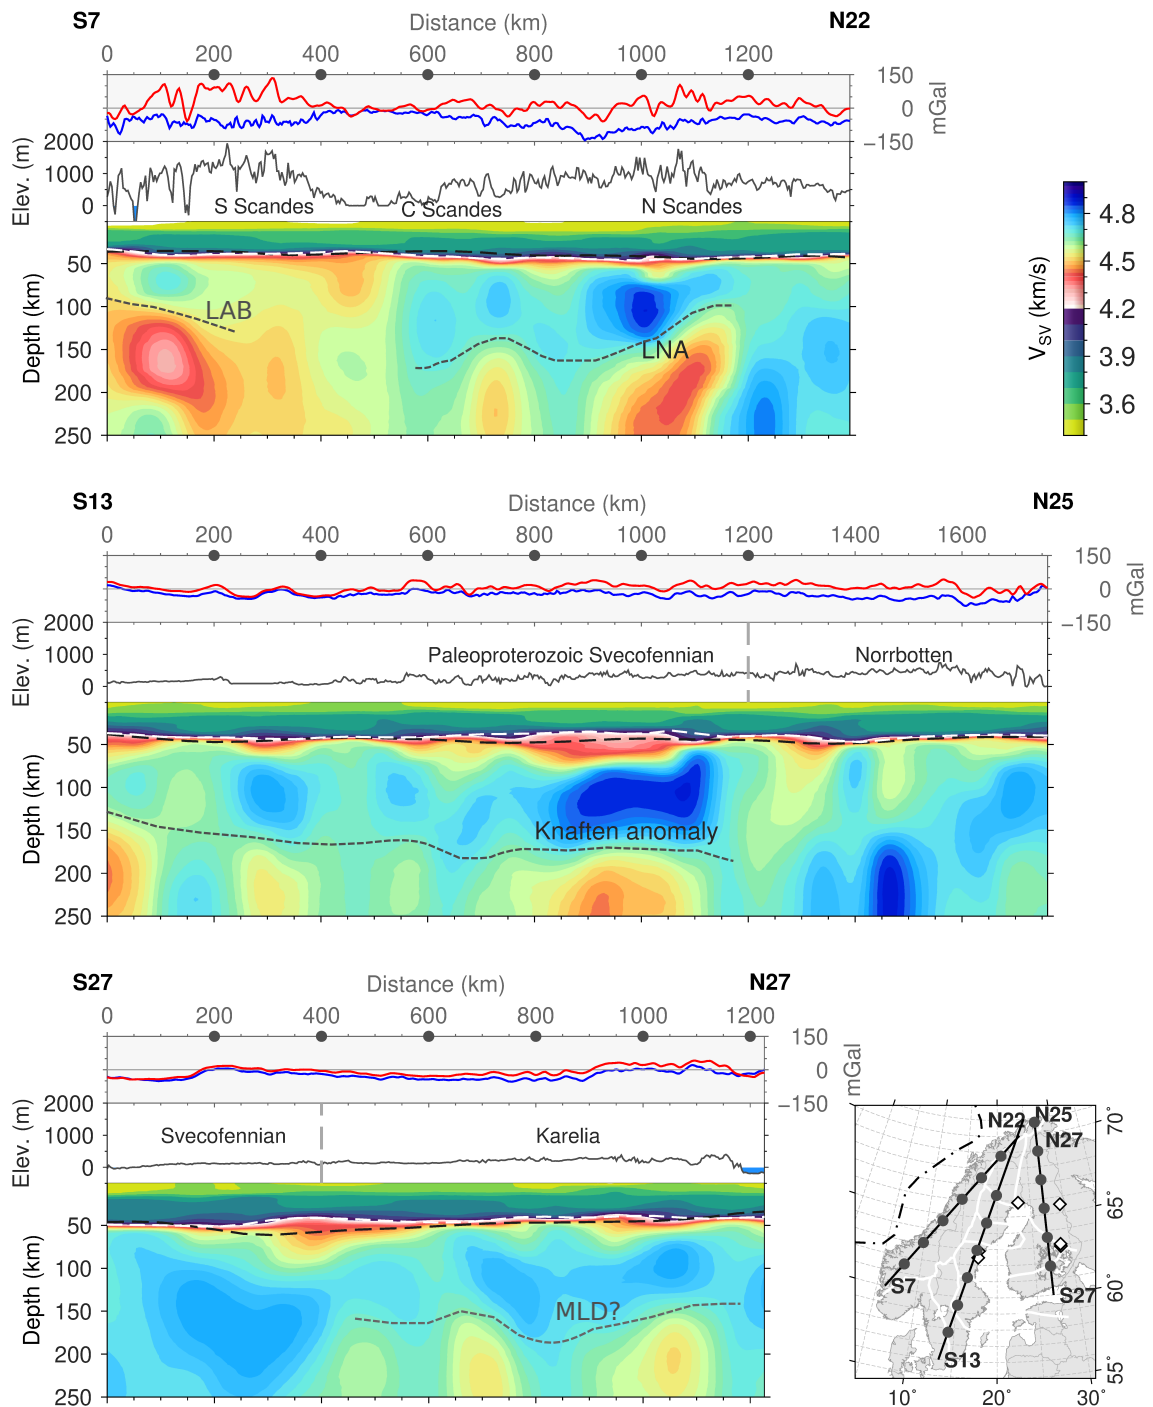 S7 Distance (km) N22
0 200 400 600 800 1000 1200
150
0
−150
mGal
2000
1000
0
Elev. (m)
S Scandes C Scandes N Scandes
50
100
150
200
250
Depth (km)
LAB
LNA
4.8
4.5
4.2
3.9
3.6
VSV (km/s)
S13 Distance (km) N25
0 200 400 600 800 1000 1200 1400 1600
150
0
−150
mGal
2000
1000
0
Elev. (m)
Paleoproterozoic Svecofennian Norrbotten
50
100
150
200
250
Depth (km)
Knaften anomaly
S27 Distance (km) N27
0 200 400 600 800 1000 1200
150
0
−150
mGal
2000
1000
0
Elev. (m)
Svecofennian Karelia
50
100
150
200
250
Depth (km)
MLD?
N22 N25
N27
S7
S27
S13
70°
65°
60°
55°
10° 20° 30°